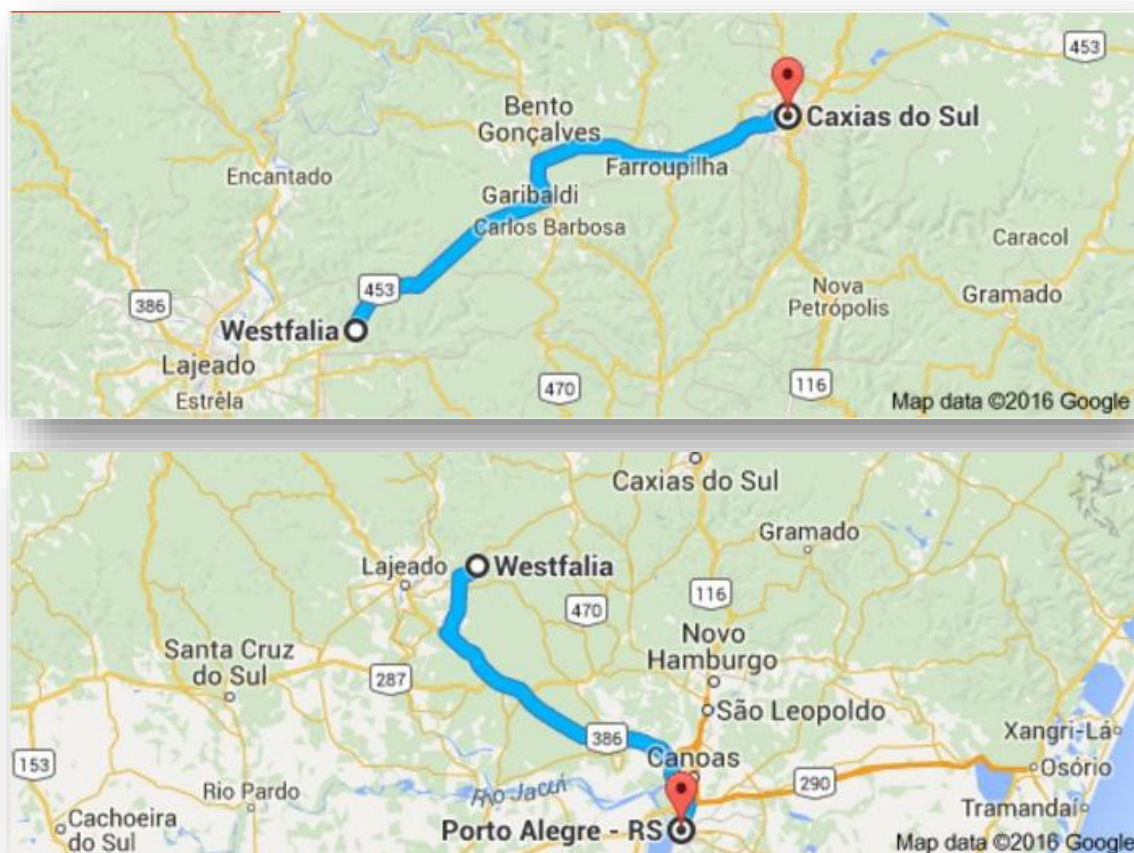 453
Caxias do Sul
Bento
Gonçalves
Farroupilha
Encantado
Garibaldi
Carlos Barbosa
Caracol
453
386
Nova
Petrópolis
Gramado
Westfalia
Lajeado
Estrêla
470
116
Map data ©2016 Google
Caxias do Sul
Gramado
Lajeado
Westfalia
470
116
Novo
Hamburgo
Santa Cruz
do Sul
287
São Leopoldo
386
Xangri-Lá
Canoas
153
290
Osório
Rio Pardo
Rio Jacuí
Tramandaí
Cachoeira
do Sul
Porto Alegre - RS
Map data ©2016 Google